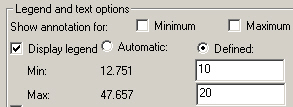 Legend and text options
Show annotation for: Minimum Maximum
Display legend Automatic: Defined:
Min: 12.751 10
Max: 47.657 20